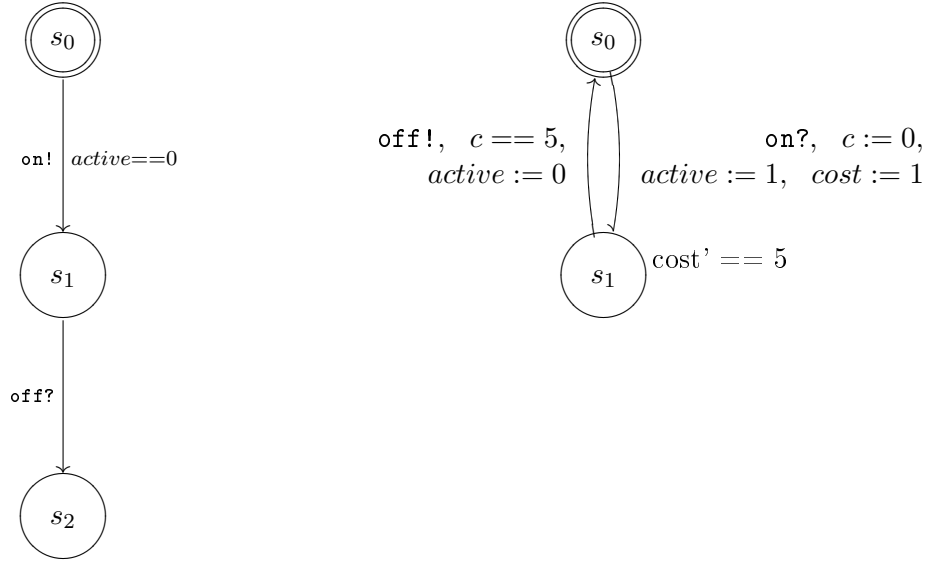 s0
on! active==0
s1
off?
s2
s0
off!, c == 5,
active := 0
on?, c := 0,
active := 1, cost := 1
s1
cost' == 5